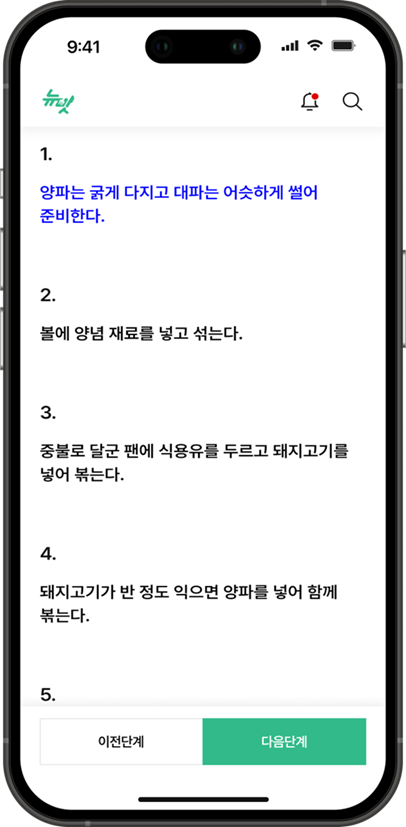 9:41
뉴밋
1.
양파는 굵게 다지고 대파는 어슷하게 썰어
준비한다.
2.
볼에 양념 재료를 넣고 섞는다.
3.
중불로 달군 팬에 식용유를 두르고 돼지고기를
넣어 볶는다.
4.
돼지고기가 반 정도 익으면 양파를 넣어 함께
볶는다.
5.
이전단계
다음단계